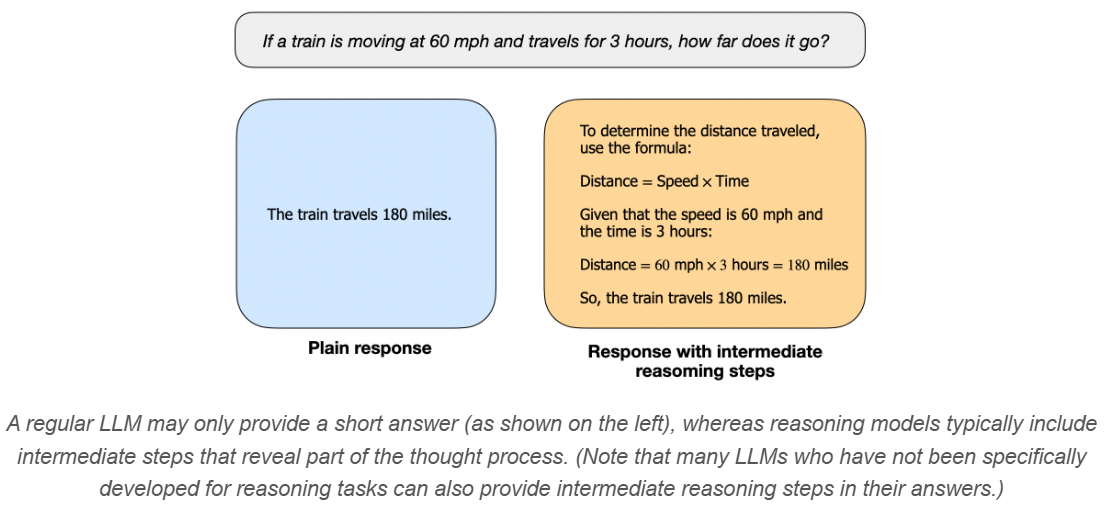 If a train is moving at 60 mph and travels for 3 hours, how far does it go?
The train travels 180 miles.
Plain response
To determine the distance traveled,
use the formula:
Distance = Speed × Time
Given that the speed is 60 mph and
the time is 3 hours:
Distance = 60 mph × 3 hours = 180 miles
So, the train travels 180 miles.
Response with intermediate
reasoming steps
A regular LLM may only provide a short answer (as shown on the left), whereas reasoning models typically include
intermediate steps that reveal part of the thought process. (Note that many LLMs who have not been specifically
developed for reasoning tasks can also provide intermediate reasoning steps in their answers.)